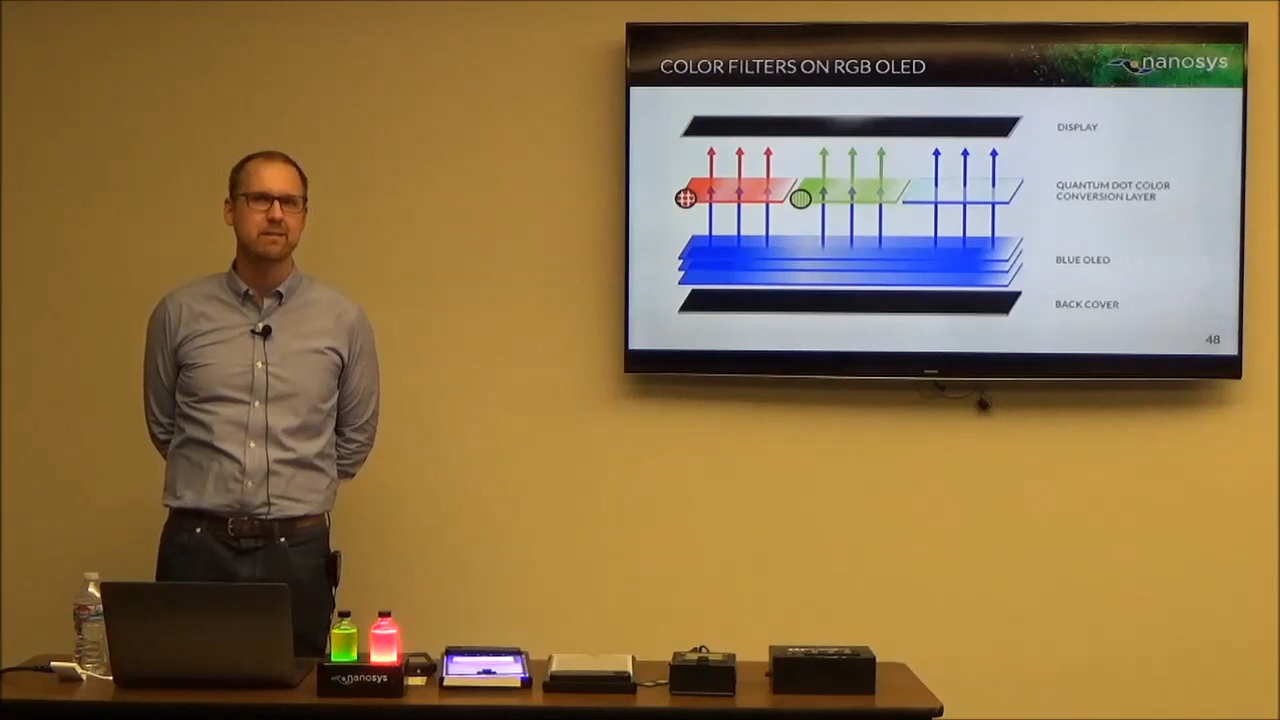 COLOR FILTERS ON RGB OLED
nanosys
DISPLAY
QUANTUM DOT COLOR
CONVERSION LAYER
BLUE OLED
BACK COVER
48
nanosys